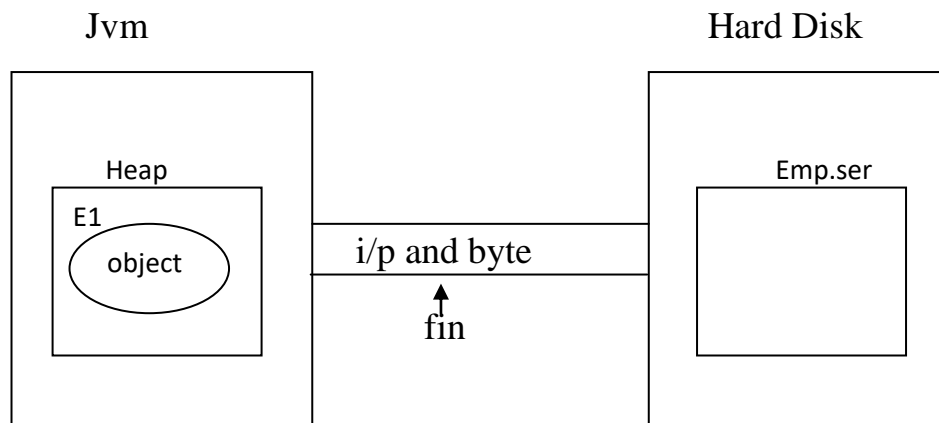 Jvm
Hard Disk
Heap
Emp.ser
E1
object
i/p and byte
fin